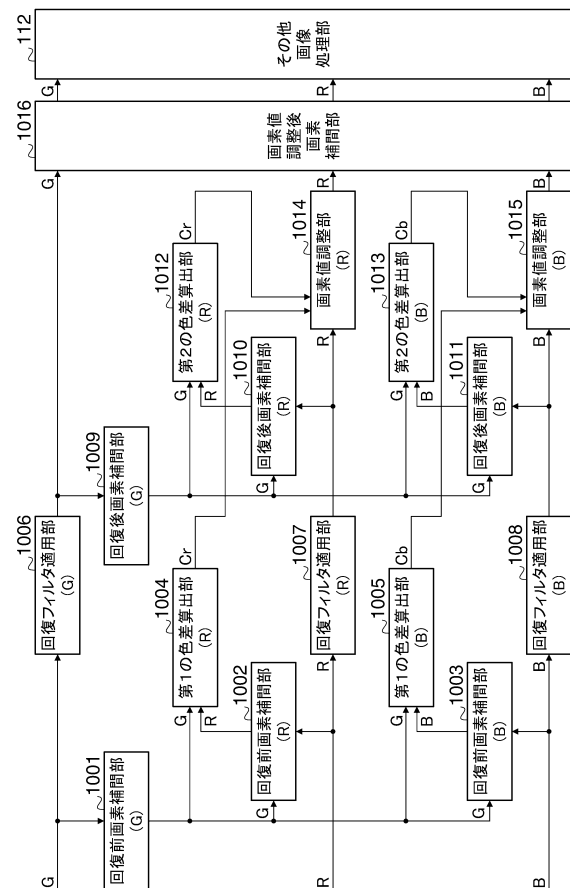 G
R
B
1001
回復前画素補間部
(G)
G
R
G
1002
回復前画素補間部
(R)
1004
第1の色差算出部
(R)
Cr
G
B
G
1003
回復前画素補間部
(B)
1005
第1の色差算出部
(B)
Cb
1006
回復フィルタ適用部
(G)
R
1007
回復フィルタ適用部
(R)
B
1008
回復フィルタ適用部
(B)
1009
回復後画素補間部
(G)
G
R
G
1010
回復後画素補間部
(R)
1012
第2の色差算出部
(R)
Cr
R
1014
画素値調整部
(R)
G
B
G
1011
回復後画素補間部
(B)
1013
第2の色差算出部
(B)
Cb
B
1015
画素値調整部
(B)
G
R
B
1016
画素値
調整後
画素
補間部
G
R
B
112
その他
画像
処理部